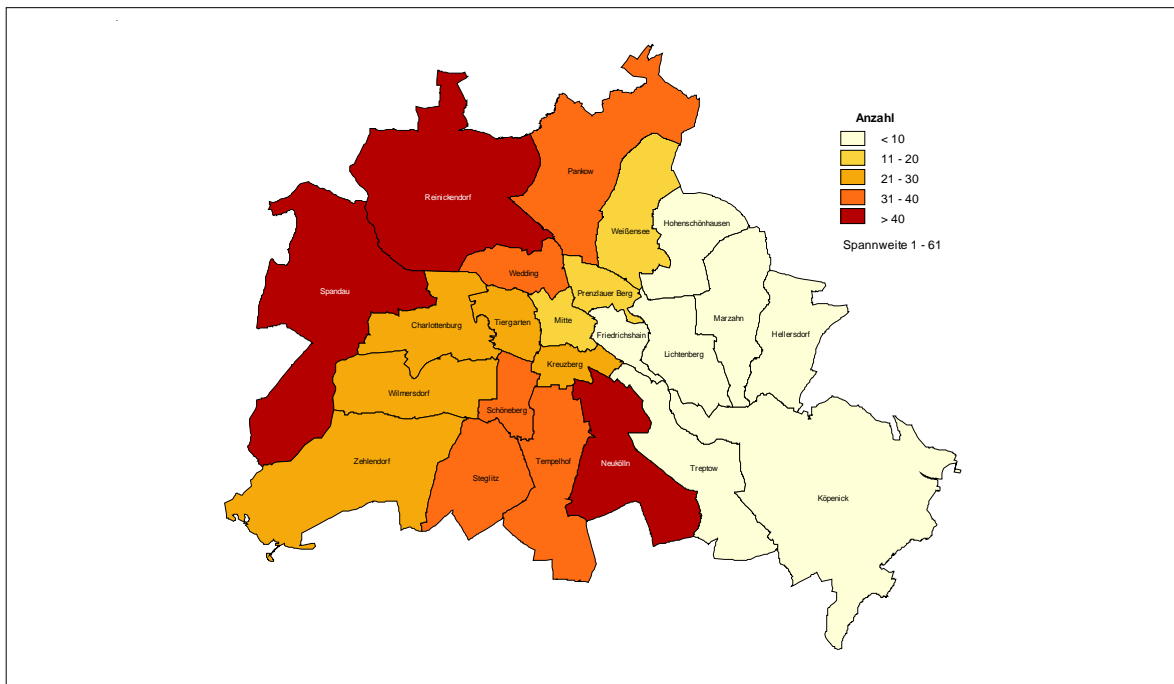 Anzahl
< 10
11 - 20
21 - 30
31 - 40
> 40
Spannweite 1 - 61
Pankow
Reinickendorf
Hohenschönhausen
Weißensee
Wedding
Spandau
Prenzlauer Berg
Marzahn
Mitte
Tiergarten
Charlottenburg
Friedrichshain
Hellersdorf
Lichtenberg
Kreuzberg
Wilmersdorf
Schöneberg
Zehlendorf
Tempelhof
Neukölln
Treptow
Steglitz
Köpenick